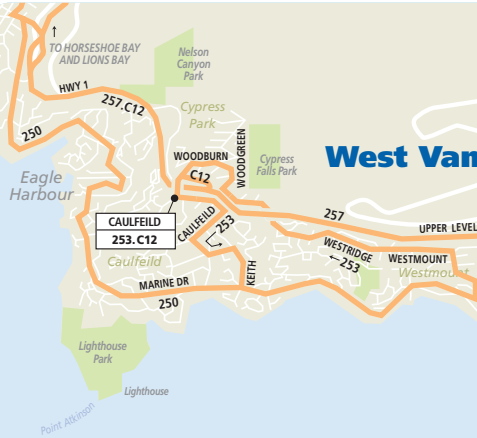 TO HORSESHOE BAY
AND LIONS BAY
Nelson
Canyon
Park
HWY 1
257.C12
Cypress
Park
250
WOODBURN
WOODGREEN
Cypress
Falls Park
West Van
Eagle
Harbour
C12
CAULFEILD
253.C12
CAULFEILD
253
257
UPPER LEVEL
WESTRIDGE
253
WESTMOUNT
Westmount
Caulfeild
KEITH
MARINE DR
250
Lighthouse
Park
Lighthouse
Point Atkinson